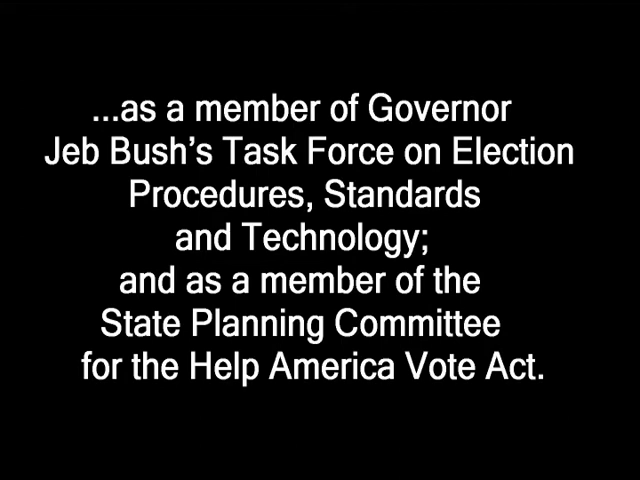 ...as a member of Governor
Jeb Bush's Task Force on Election
Procedures, Standards
and Technology;
and as a member of the
State Planning Committee
for the Help America Vote Act.